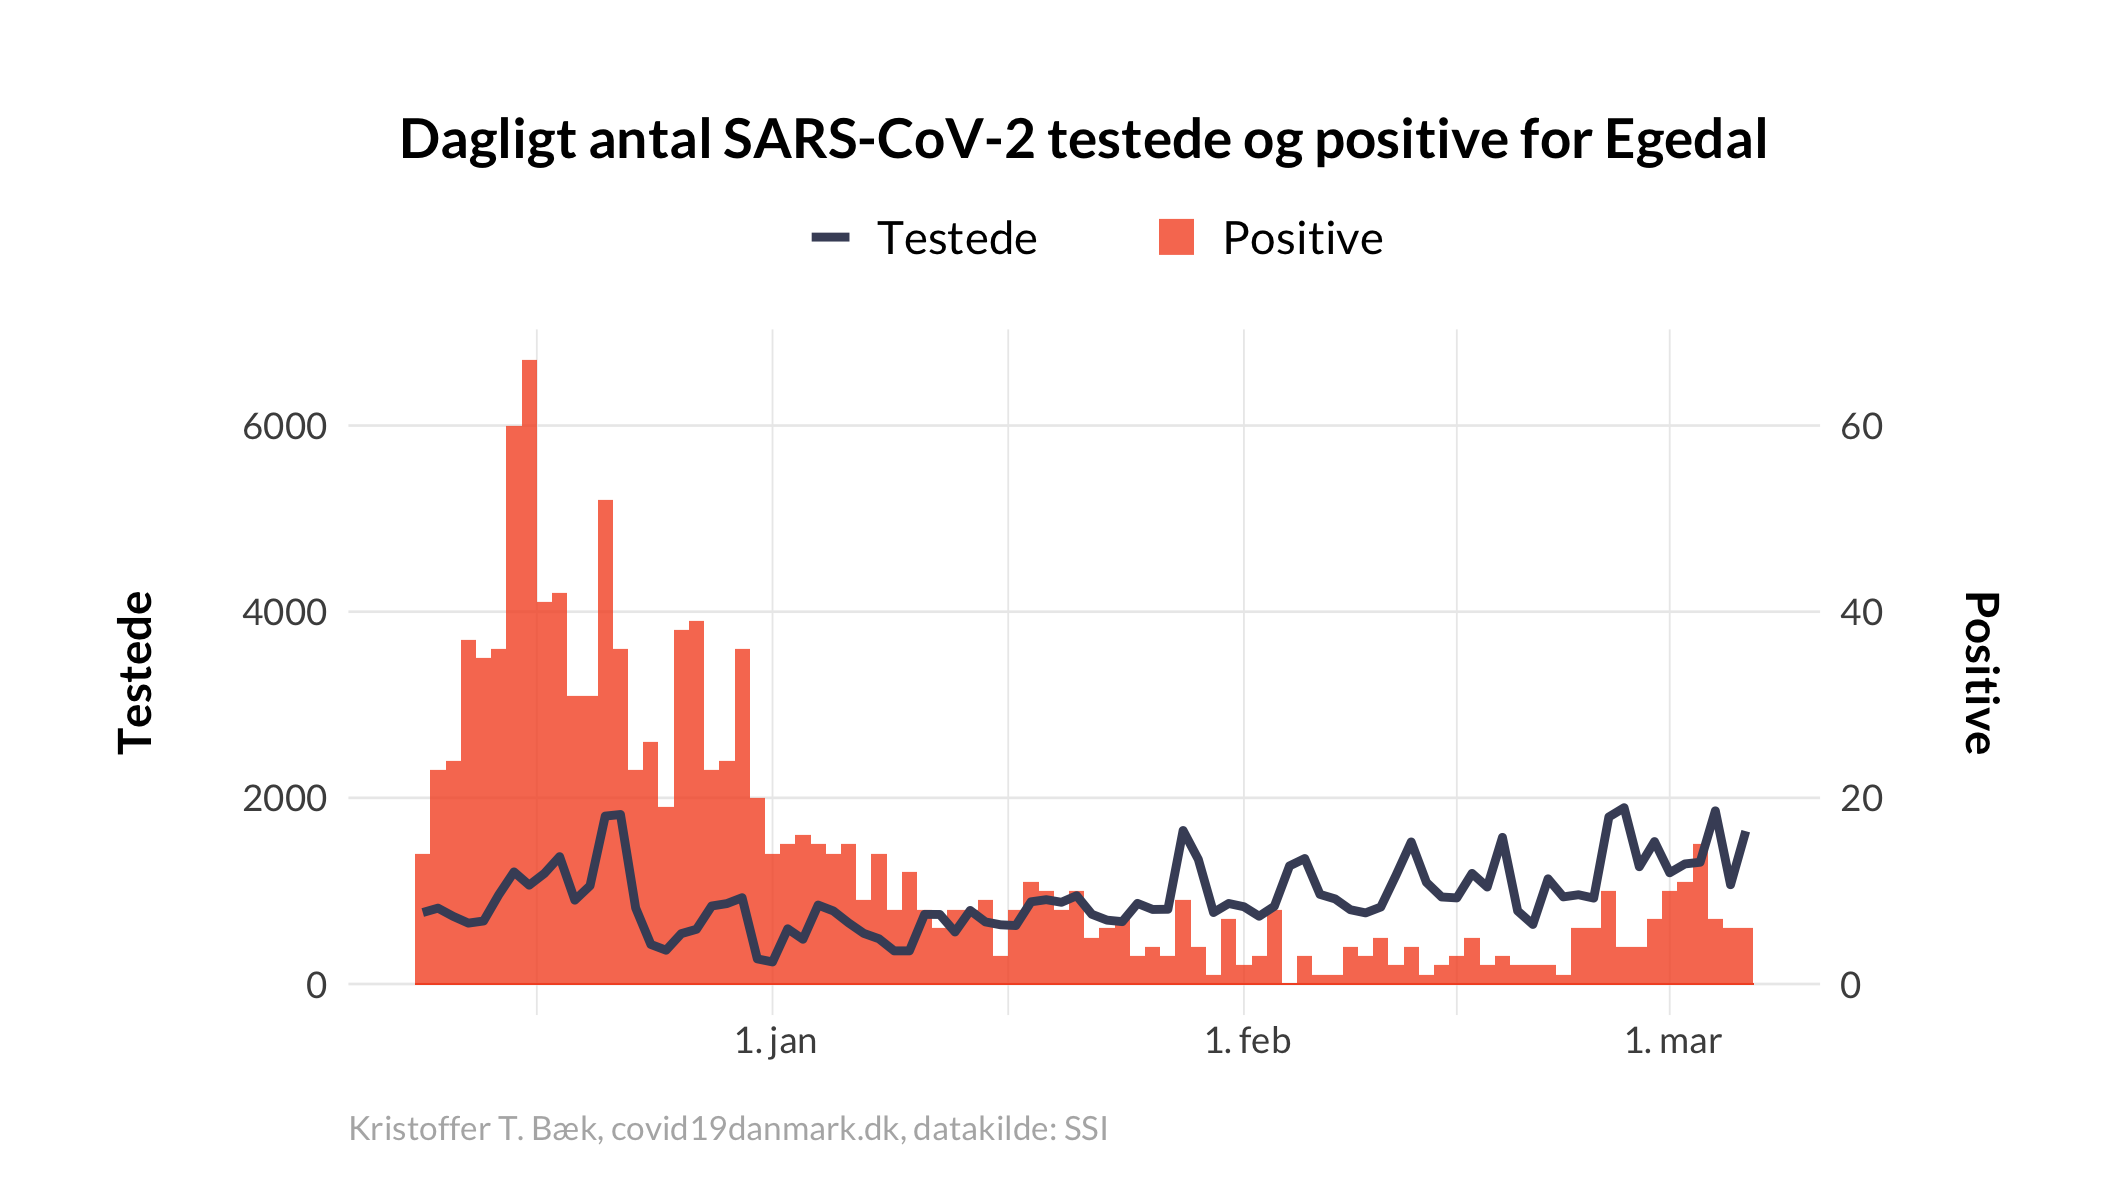 Dagligt antal SARS-CoV-2 testede og positive for Egedal
Testede Positive
6000 60
4000 40
2000 20
0 0
Testede
Positive
1. jan 1. feb 1. mar
Kristoffer T. Bæk, covid19danmark.dk, datakilde: SSI